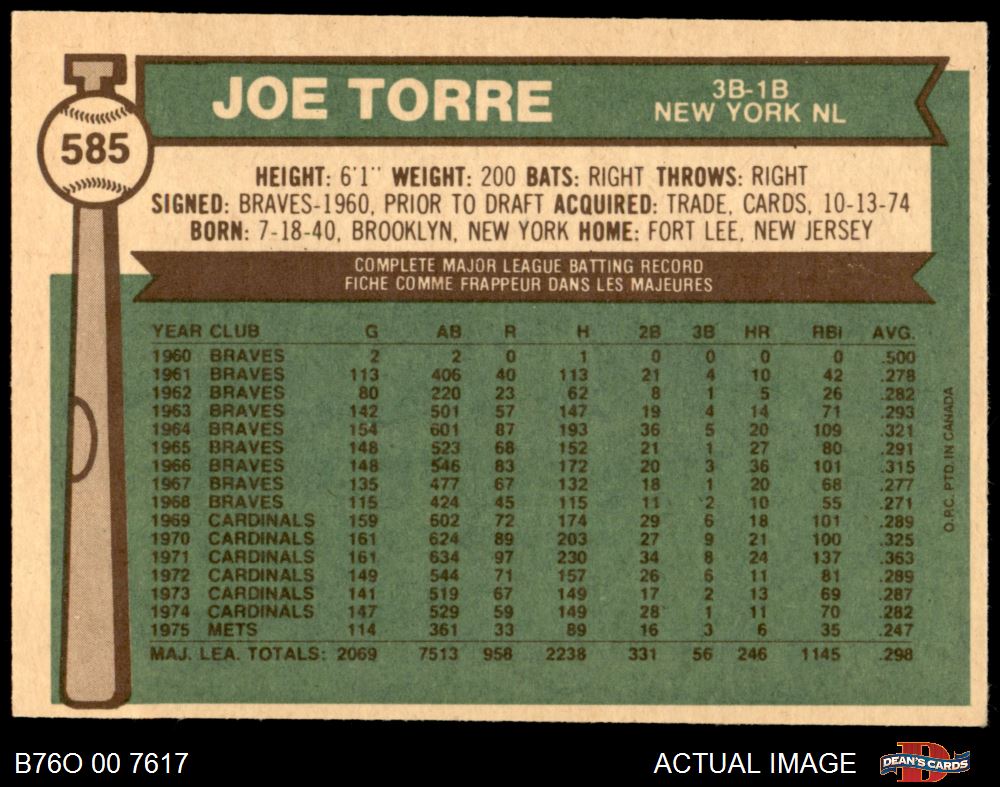 JOE TORRE
3B-1B
NEW YORK NL
585
HEIGHT: 6'1" WEIGHT: 200 BATS: RIGHT THROWS: RIGHT
SIGNED: BRAVES-1960, PRIOR TO DRAFT ACQUIRED: TRADE, CARDS, 10-13-74
BORN: 7-18-40, BROOKLYN, NEW YORK HOME: FORT LEE, NEW JERSEY
COMPLETE MAJOR LEAGUE BATTING RECORD
FICHE COMME FRAPPEUR DANS LES MAJEURES
YEAR CLUB G AB R H 2B 3B HR RBI AVG.
1960 BRAVES 2 2 0 1 0 0 0 0 .500
1961 BRAVES 113 406 40 113 21 4 10 42 .278
1962 BRAVES 80 220 23 62 8 1 5 26 .282
1963 BRAVES 142 501 57 147 19 4 14 71 .293
1964 BRAVES 154 601 87 193 36 5 20 109 .321
1965 BRAVES 148 523 68 152 21 1 27 80 .291
1966 BRAVES 148 546 83 172 20 3 36 101 .315
1967 BRAVES 135 477 67 132 18 1 20 68 .277
1968 BRAVES 115 424 45 115 11 2 10 55 .271
1969 CARDINALS 159 602 72 174 29 6 18 101 .289
1970 CARDINALS 161 624 89 203 27 9 21 100 .325
1971 CARDINALS 161 634 97 230 34 8 24 137 .363
1972 CARDINALS 149 544 71 157 26 6 11 81 .289
1973 CARDINALS 141 519 67 149 17 2 13 69 .287
1974 CARDINALS 147 529 59 149 28 1 11 70 .282
1975 METS 114 361 33 89 16 3 6 35 .247
MAJ. LEA. TOTALS: 2069 7513 958 2238 331 56 246 1145 .298
O.P.C. PTD. IN CANADA
B76O 00 7617
ACTUAL IMAGE
DEAN'S CARDS